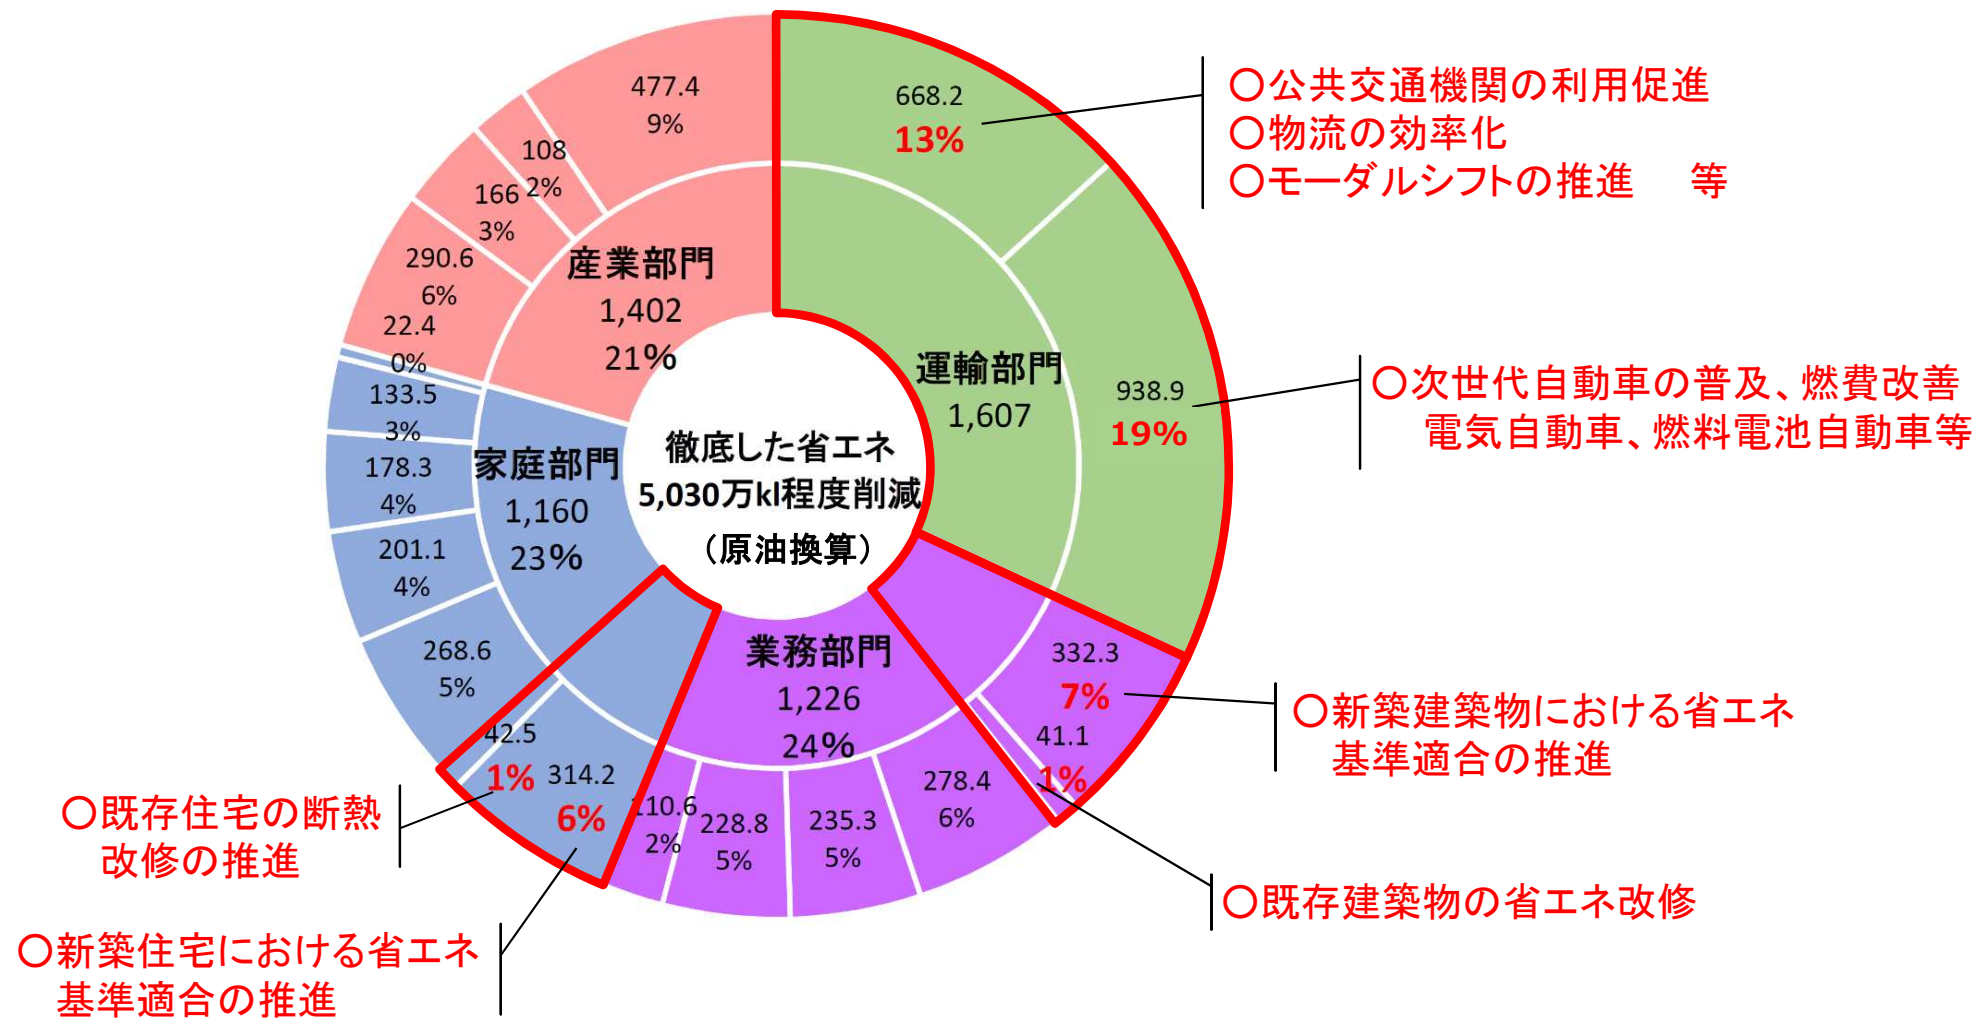 477.4
9%
108
2%
166
3%
290.6
6%
22.4
0%
133.5
3%
178.3
4%
201.1
4%
268.6
5%
42.5
1%
314.2
6%
110.6
2%
228.8
5%
235.3
5%
278.4
6%
41.1
1%
332.3
7%
938.9
19%
668.2
13%
産業部門
1,402
21%
運輸部門
1,607
家庭部門
1,160
23%
業務部門
1,226
24%
徹底した省エネ
5,030万kl程度削減
（原油換算）
〇公共交通機関の利用促進
〇物流の効率化
〇モーダルシフトの推進　等
〇次世代自動車の普及、燃費改善
電気自動車、燃料電池自動車等
〇新築建築物における省エネ
基準適合の推進
〇既存建築物の省エネ改修
〇既存住宅の断熱
改修の推進
〇新築住宅における省エネ
基準適合の推進